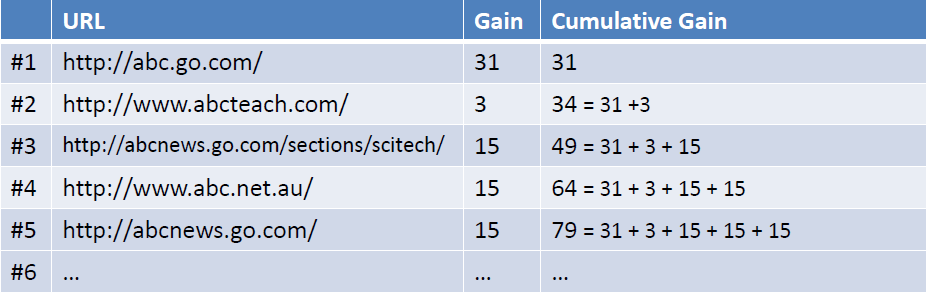 URL Gain Cumulative Gain
#1 http://abc.go.com/ 31 31
#2 http://www.abcteach.com/ 3 34 = 31 +3
#3 http://abcnews.go.com/sections/scitech/ 15 49 = 31 + 3 + 15
#4 http://www.abc.net.au/ 15 64 = 31 + 3 + 15 + 15
#5 http://abcnews.go.com/ 15 79 = 31 + 3 + 15 + 15 + 15
#6 ... ... ...